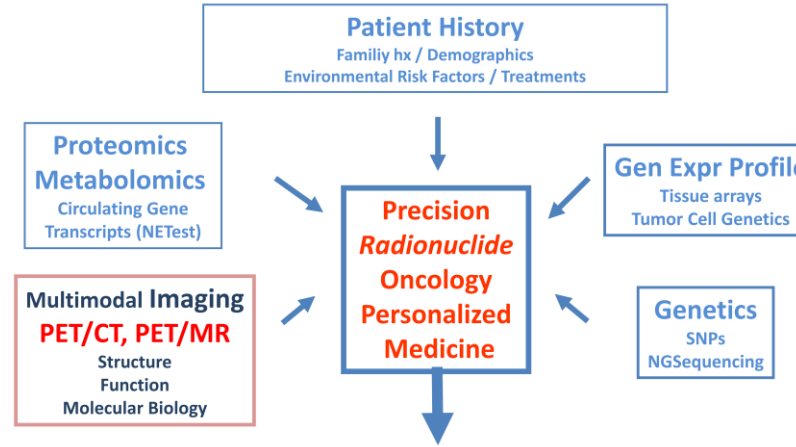 Patient History
Familiy hx / Demographics
Environmental Risk Factors / Treatments
Proteomics
Metabolomics
Circulating Gene
Transcripts (NETest)
Gen Expr Profile
Tissue arrays
Tumor Cell Genetics
Precision
Radionuclide
Oncology
Personalized
Medicine
Multimodal Imaging
PET/CT, PET/MR
Structure
Function
Molecular Biology
Genetics
SNPs
NGSequencing